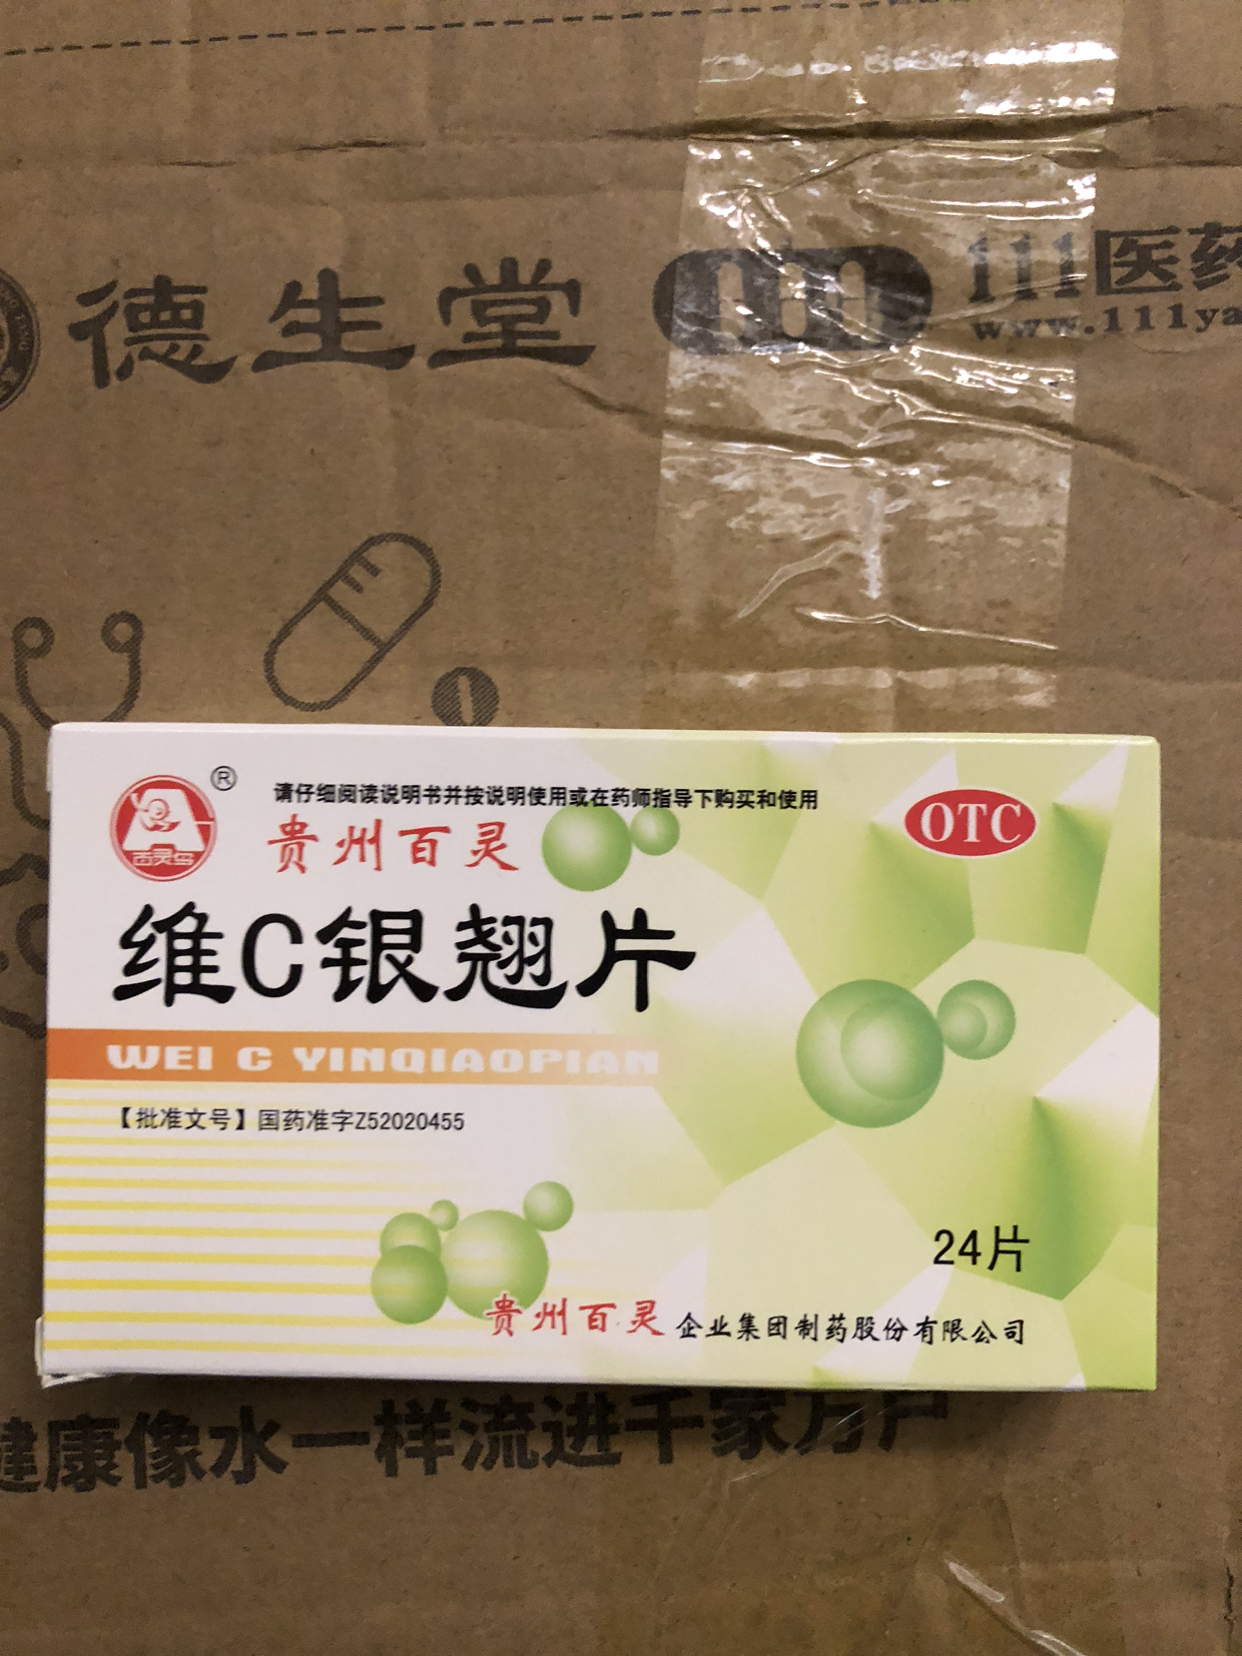 德生堂
111医药
www.111ya
®
百灵鸟
请仔细阅读说明书并按说明使用或在药师指导下购买和使用
贵州百灵
OTC
维C银翘片
WEI C YINQIAOPIAN
【批准文号】国药准字Z52020455
24片
贵州百灵企业集团制药股份有限公司
健康像水一样流进千家万户